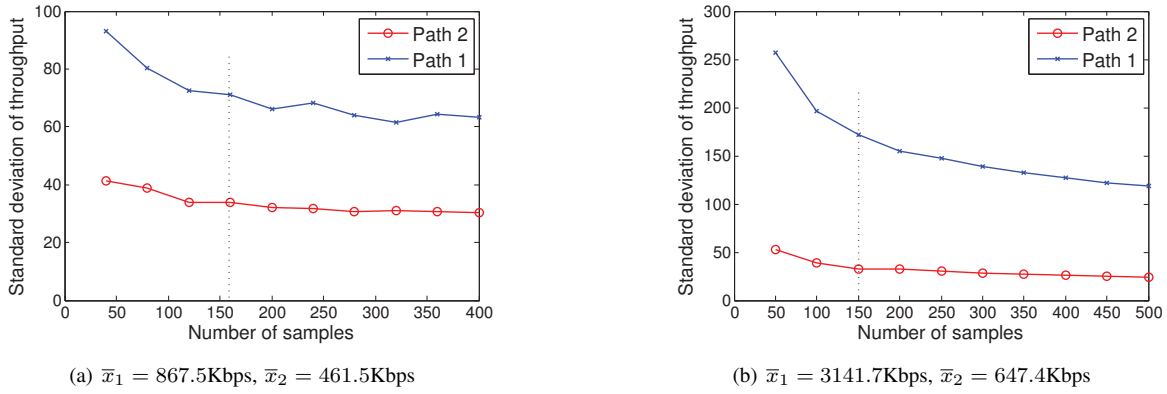 100
80
60
40
20
0
0 50 100 150 200 250 300 350 400
Standard deviation of throughput
Number of samples
Path 2
Path 1
(a) x̄₁ = 867.5Kbps, x̄₂ = 461.5Kbps
300
250
200
150
100
50
0
0 50 100 150 200 250 300 350 400 450 500
Standard deviation of throughput
Number of samples
Path 2
Path 1
(b) x̄₁ = 3141.7Kbps, x̄₂ = 647.4Kbps